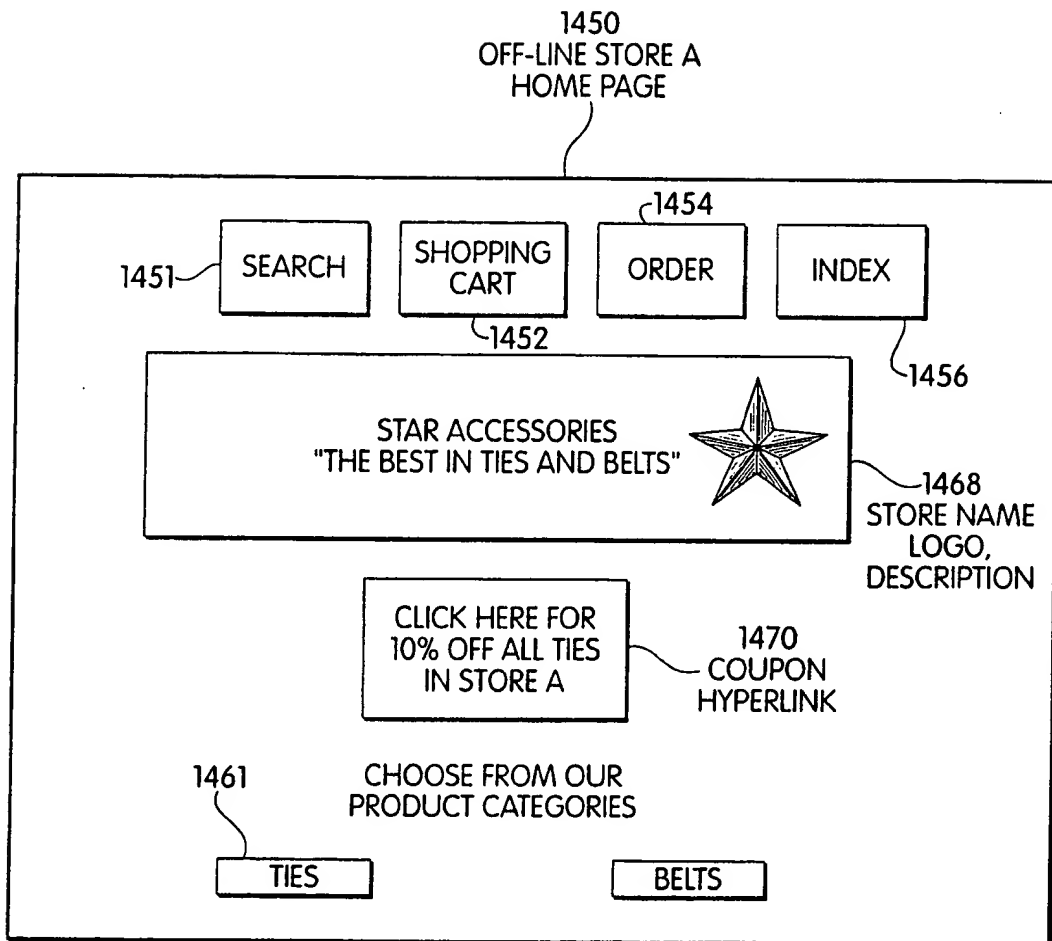 1450
OFF-LINE STORE A
HOME PAGE
1454
1451
SEARCH
SHOPPING
CART
ORDER
INDEX
1452
1456
STAR ACCESSORIES
"THE BEST IN TIES AND BELTS"
1468
STORE NAME
LOGO,
DESCRIPTION
CLICK HERE FOR
10% OFF ALL TIES
IN STORE A
1470
COUPON
HYPERLINK
1461
CHOOSE FROM OUR
PRODUCT CATEGORIES
TIES
BELTS